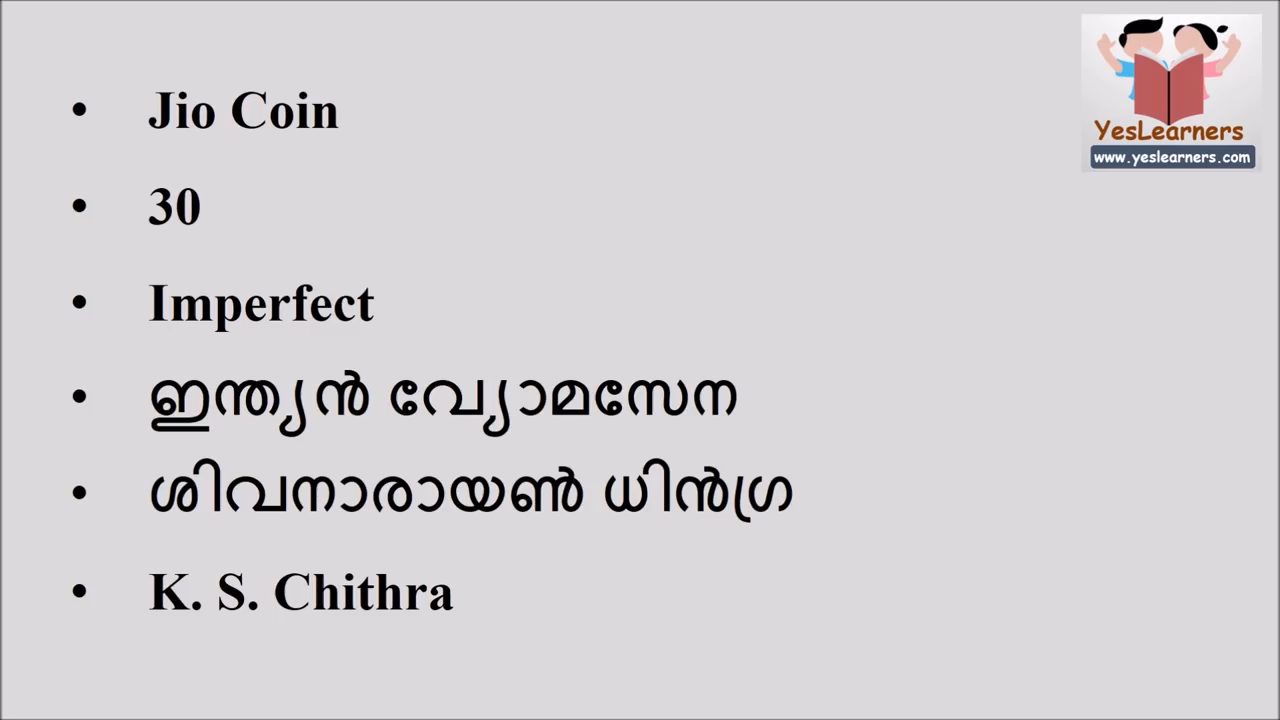 • Jio Coin
• 30
• Imperfect
• ഇന്ത്യൻ വ്യോമസേന
• ശിവനാരായൺ ധിൻഗ്ര
• K. S. Chithra
YesLearners
www.yeslearners.com